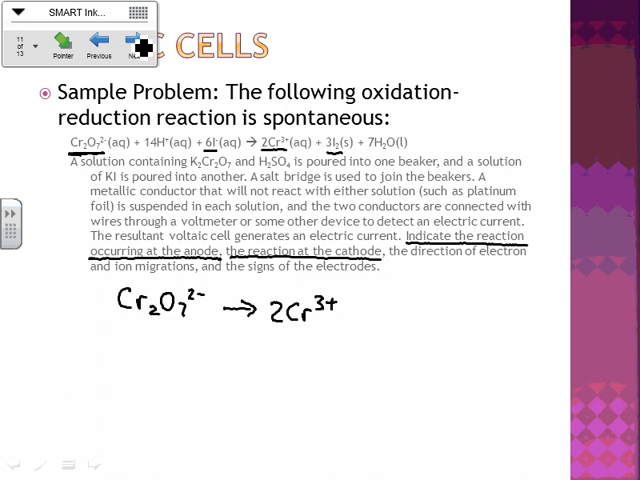 SMART Ink...
11
of
13
Pointer
Previous
C CELLS
Sample Problem: The following oxidation-
reduction reaction is spontaneous:
Cr₂O₇²⁻(aq) + 14H⁺(aq) + 6I⁻(aq) → 2Cr³⁺(aq) + 3I₂(s) + 7H₂O(l)
A solution containing K₂Cr₂O₇ and H₂SO₄ is poured into one beaker, and a solution
of KI is poured into another. A salt bridge is used to join the beakers. A
metallic conductor that will not react with either solution (such as platinum
foil) is suspended in each solution, and the two conductors are connected with
wires through a voltmeter or some other device to detect an electric current.
The resultant voltaic cell generates an electric current. Indicate the reaction
occurring at the anode, the reaction at the cathode, the direction of electron
and ion migrations, and the signs of the electrodes.
Cr₂O₇²⁻ → 2Cr³⁺